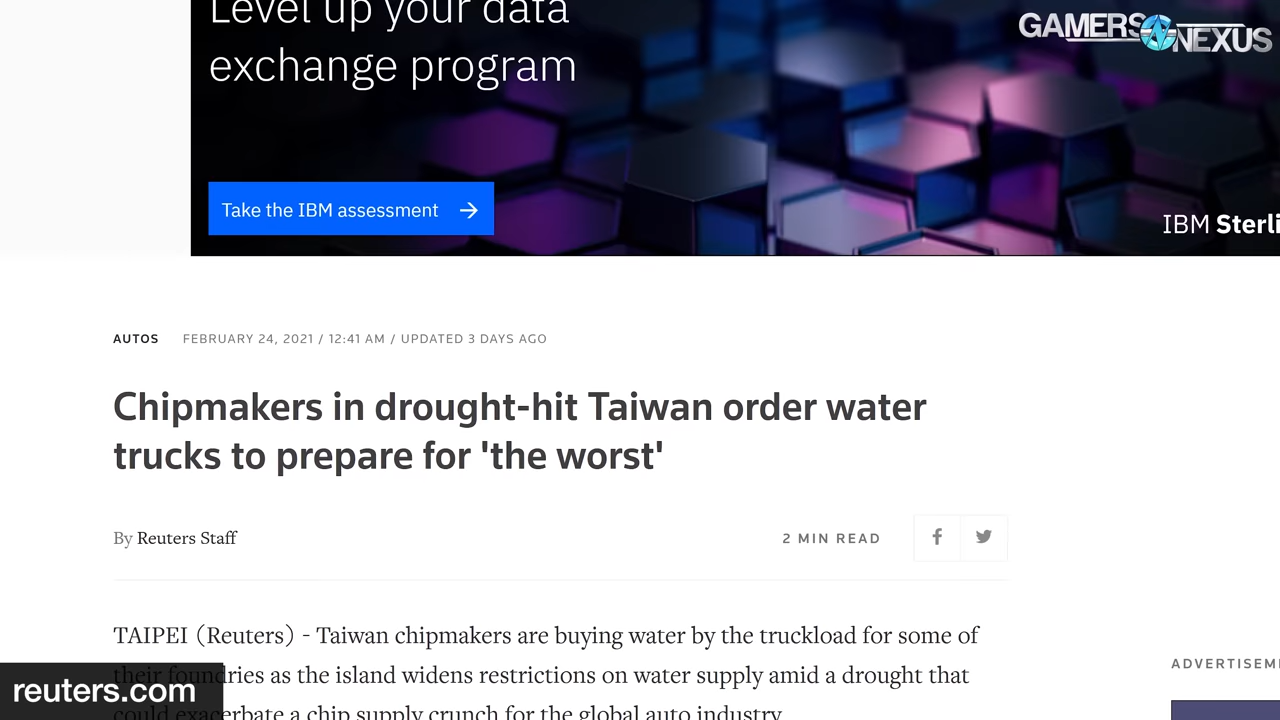 Level up your data
exchange program
GAMERS NEXUS
Take the IBM assessment
IBM Sterli
AUTOS FEBRUARY 24, 2021 / 12:41 AM / UPDATED 3 DAYS AGO
Chipmakers in drought-hit Taiwan order water
trucks to prepare for 'the worst'
By Reuters Staff
2 MIN READ
TAIPEI (Reuters) - Taiwan chipmakers are buying water by the truckload for some of
their foundries as the island widens restrictions on water supply amid a drought that
could exacerbate a chip supply crunch for the global auto industry.
ADVERTISEM
reuters.com